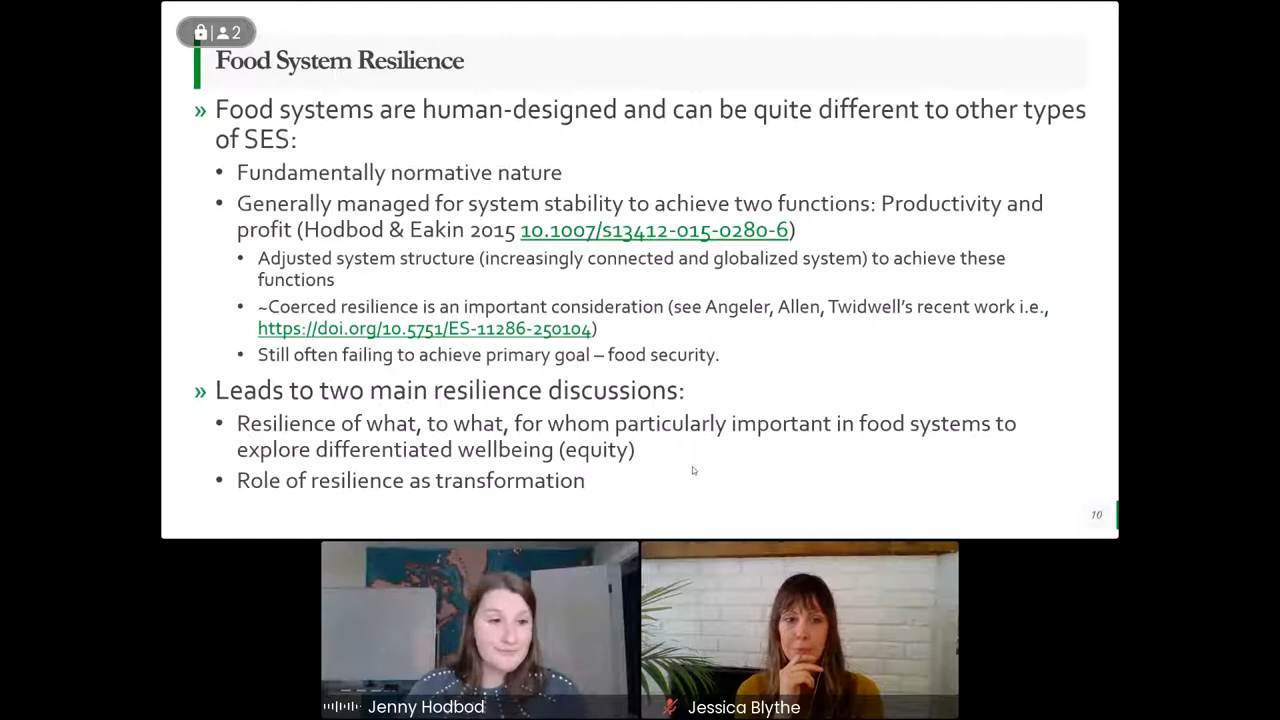 2
Food System Resilience
» Food systems are human-designed and can be quite different to other types
of SES:
• Fundamentally normative nature
• Generally managed for system stability to achieve two functions: Productivity and
profit (Hodbod & Eakin 2015 10.1007/s13412-015-0280-6)
• Adjusted system structure (increasingly connected and globalized system) to achieve these
functions
• ~Coerced resilience is an important consideration (see Angeler, Allen, Twidwell's recent work i.e.,
https://doi.org/10.5751/ES-11286-250104)
• Still often failing to achieve primary goal – food security.
» Leads to two main resilience discussions:
• Resilience of what, to what, for whom particularly important in food systems to
explore differentiated wellbeing (equity)
• Role of resilience as transformation
10
Jenny Hodbod
Jessica Blythe